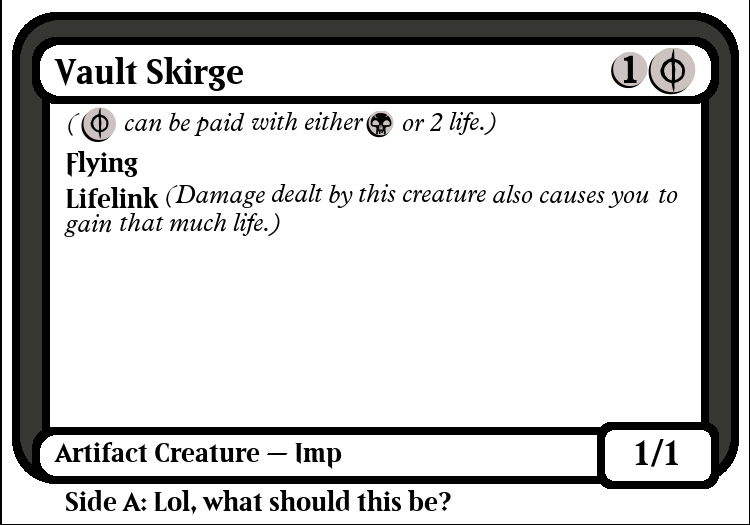 Vault Skirge 1
( can be paid with either or 2 life.)
Flying
Lifelink (Damage dealt by this creature also causes you to
gain that much life.)
Artifact Creature — Imp 1/1
Side A: Lol, what should this be?